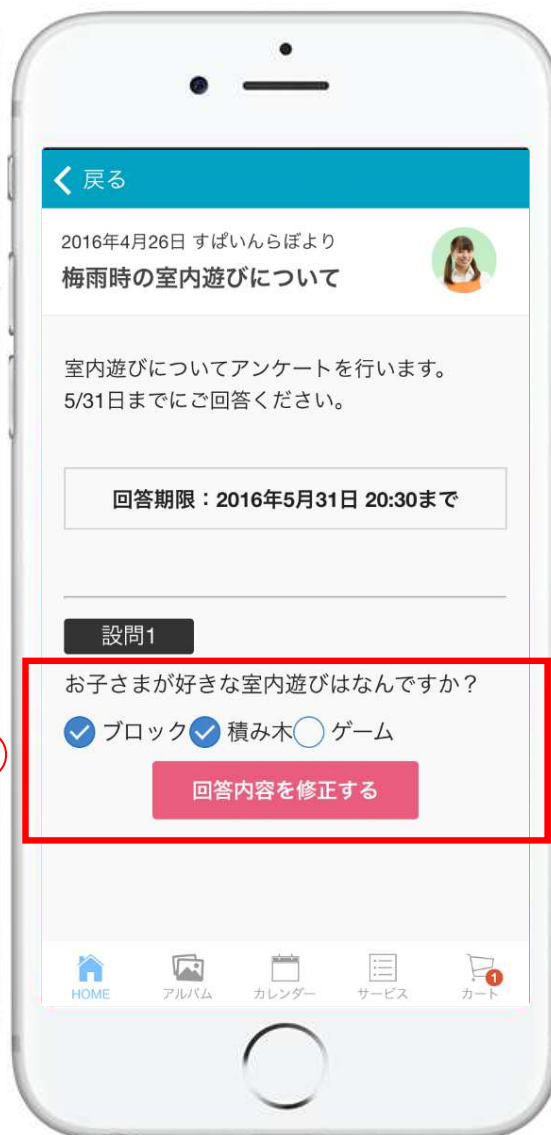 戻る
2016年4月26日 すぱいんらぼより
梅雨時の室内遊びについて
室内遊びについてアンケートを行います。
5/31日までにご回答ください。
回答期限：2016年5月31日 20:30まで
設問1
お子さまが好きな室内遊びはなんですか？
ブロック 積み木 ゲーム
回答内容を修正する
1
HOME アルバム カレンダー サービス カート